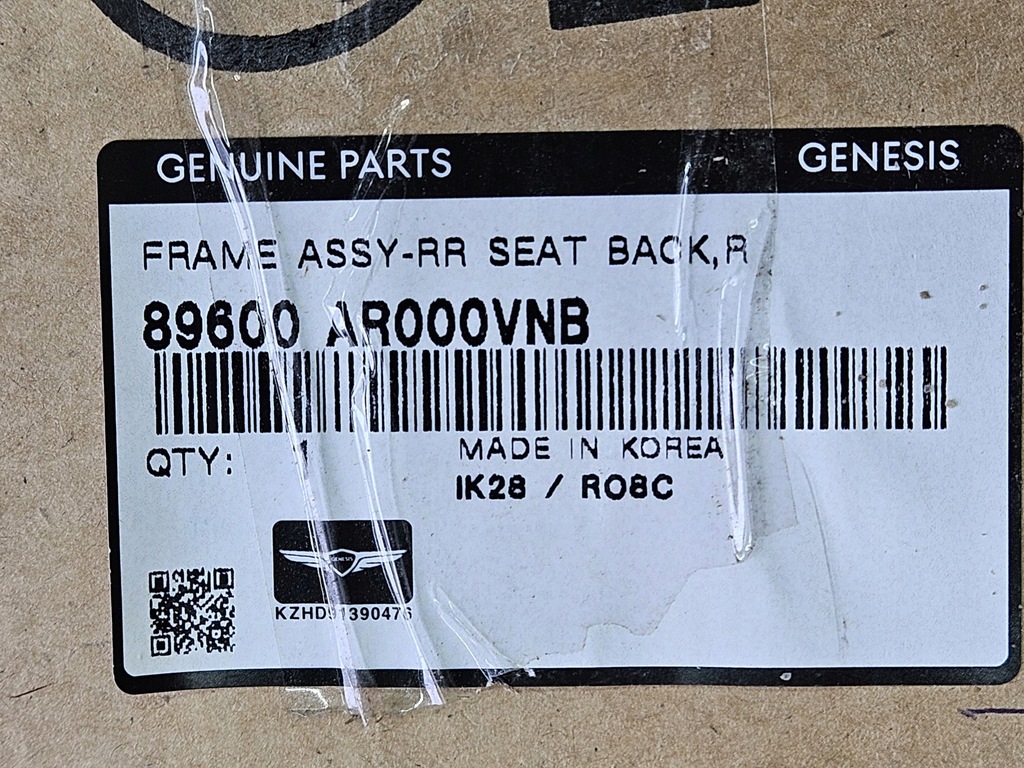 GENUINE PARTS GENESIS
FRAME ASSY-RR SEAT BACK,R
89600 AR000VNB
QTY: 1 MADE IN KOREA
IK28 / RO8C
GENESIS
KZHD91390476